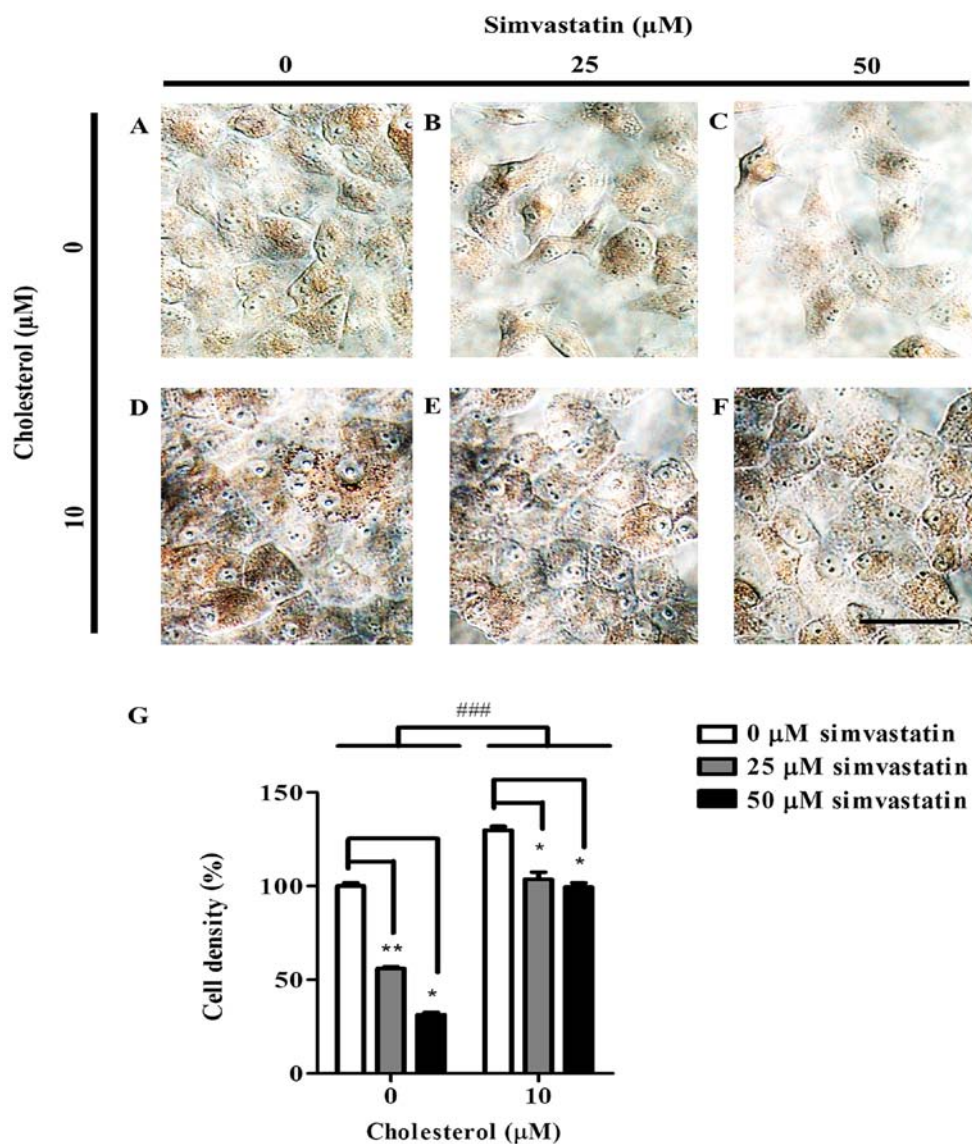 Simvastatin (μM)
0 25 50
A B C
Cholesterol (μM)
0
D E F
10
G
###
0 μM simvastatin
25 μM simvastatin
50 μM simvastatin
Cell density (%)
150
100
50
0
**
*
*
*
0 10
Cholesterol (μM)